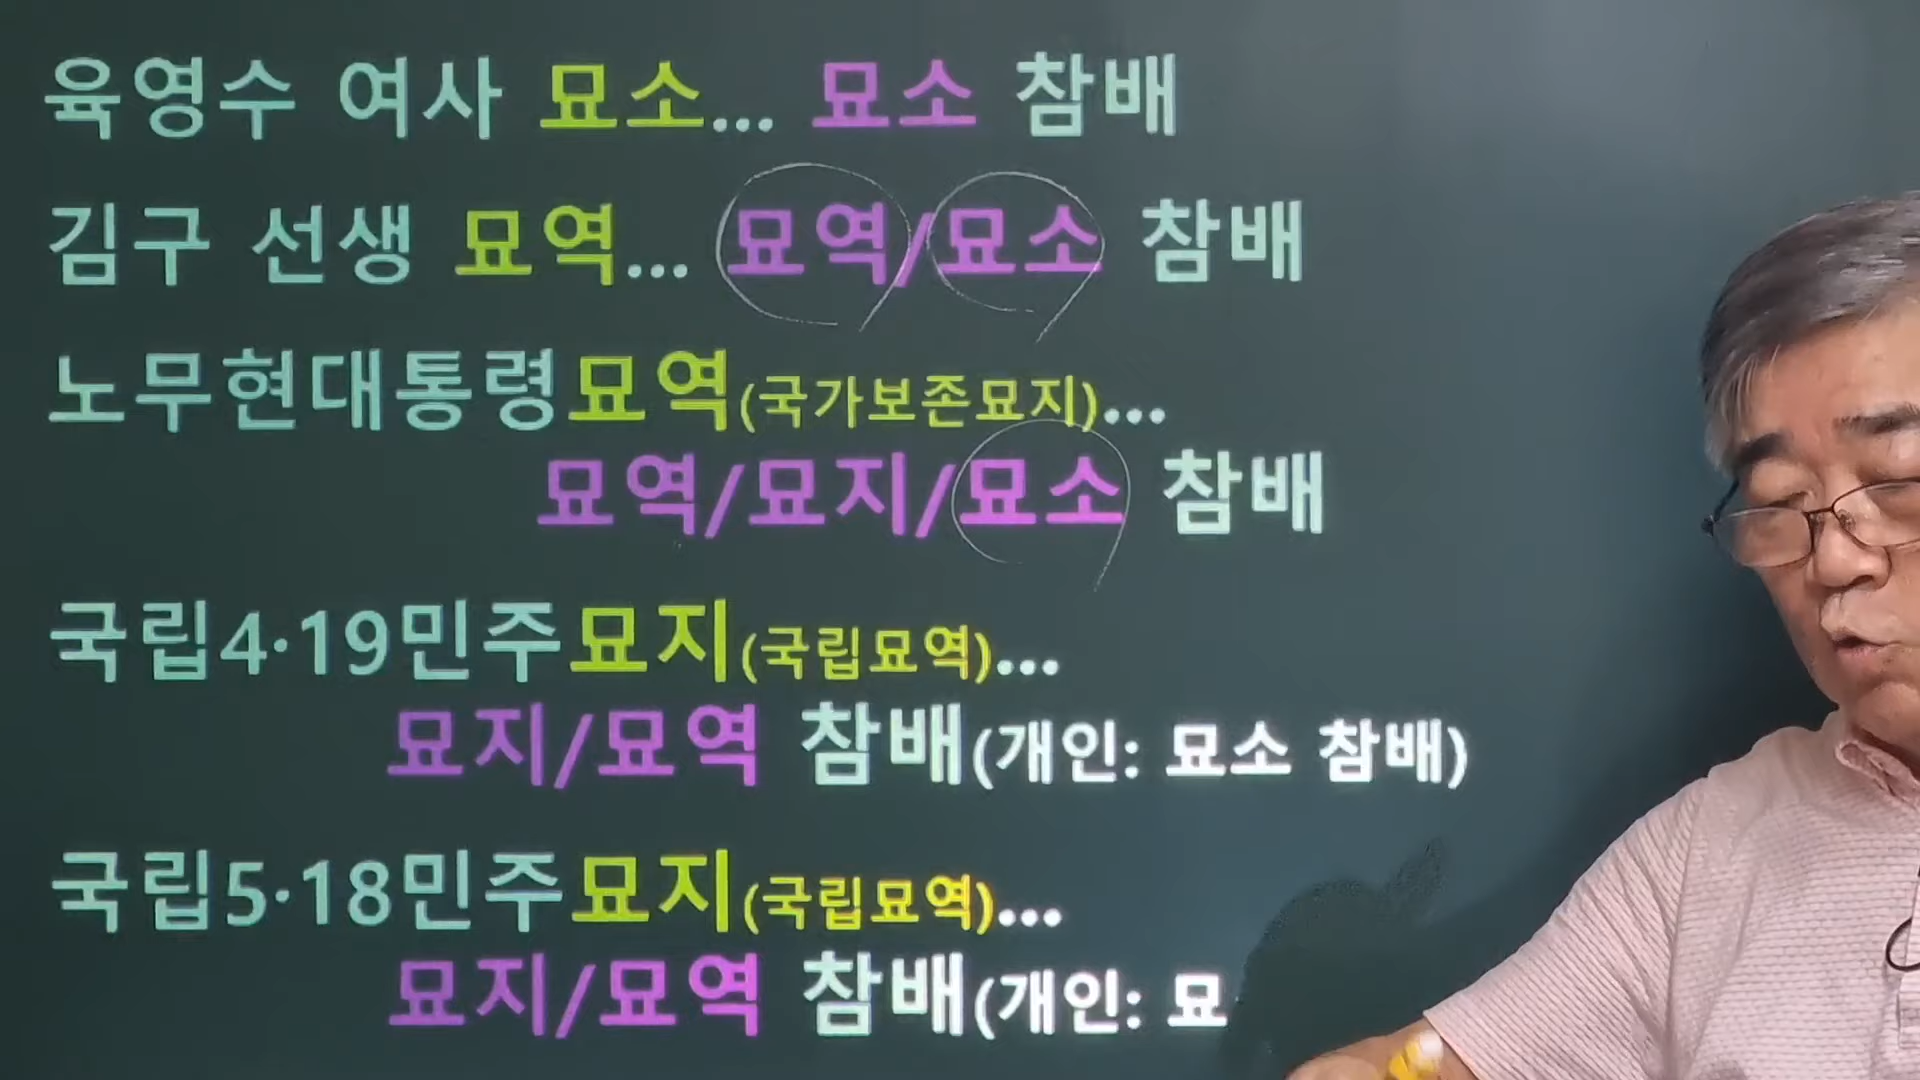 육영수 여사 묘소... 묘소 참배
김구 선생 묘역... 묘역/묘소 참배
노무현대통령묘역(국가보존묘지)...
묘역/묘지/묘소 참배
국립4·19민주묘지(국립묘역)...
묘지/묘역 참배(개인: 묘소 참배)
국립5·18민주묘지(국립묘역)...
묘지/묘역 참배(개인: 묘